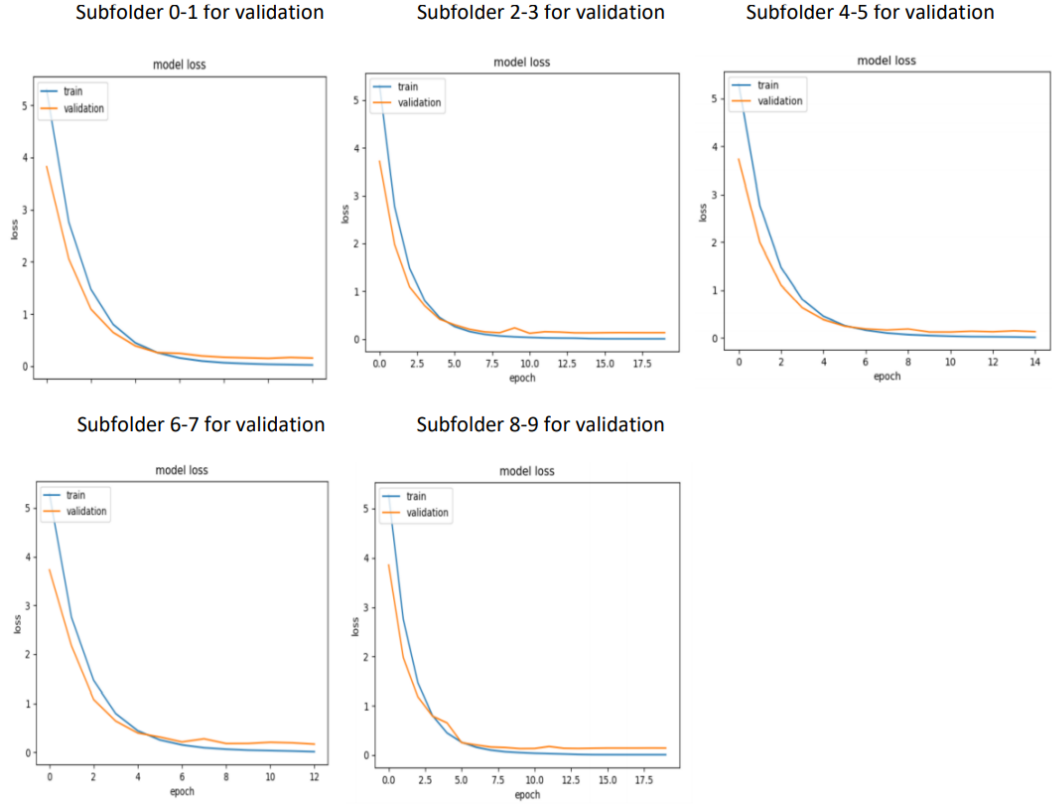 Subfolder 0-1 for validation
model loss
train
validation
5
4
3
2
1
0
loss
Subfolder 2-3 for validation
model loss
train
validation
5
4
3
2
1
0
loss
0.0 2.5 5.0 7.5 10.0 12.5 15.0 17.5
epoch
Subfolder 4-5 for validation
model loss
train
validation
5
4
3
2
1
0
loss
0 2 4 6 8 10 12 14
epoch
Subfolder 6-7 for validation
model loss
train
validation
5
4
3
2
1
0
loss
0 2 4 6 8 10 12
epoch
Subfolder 8-9 for validation
model loss
train
validation
5
4
3
2
1
0
loss
0.0 2.5 5.0 7.5 10.0 12.5 15.0 17.5
epoch